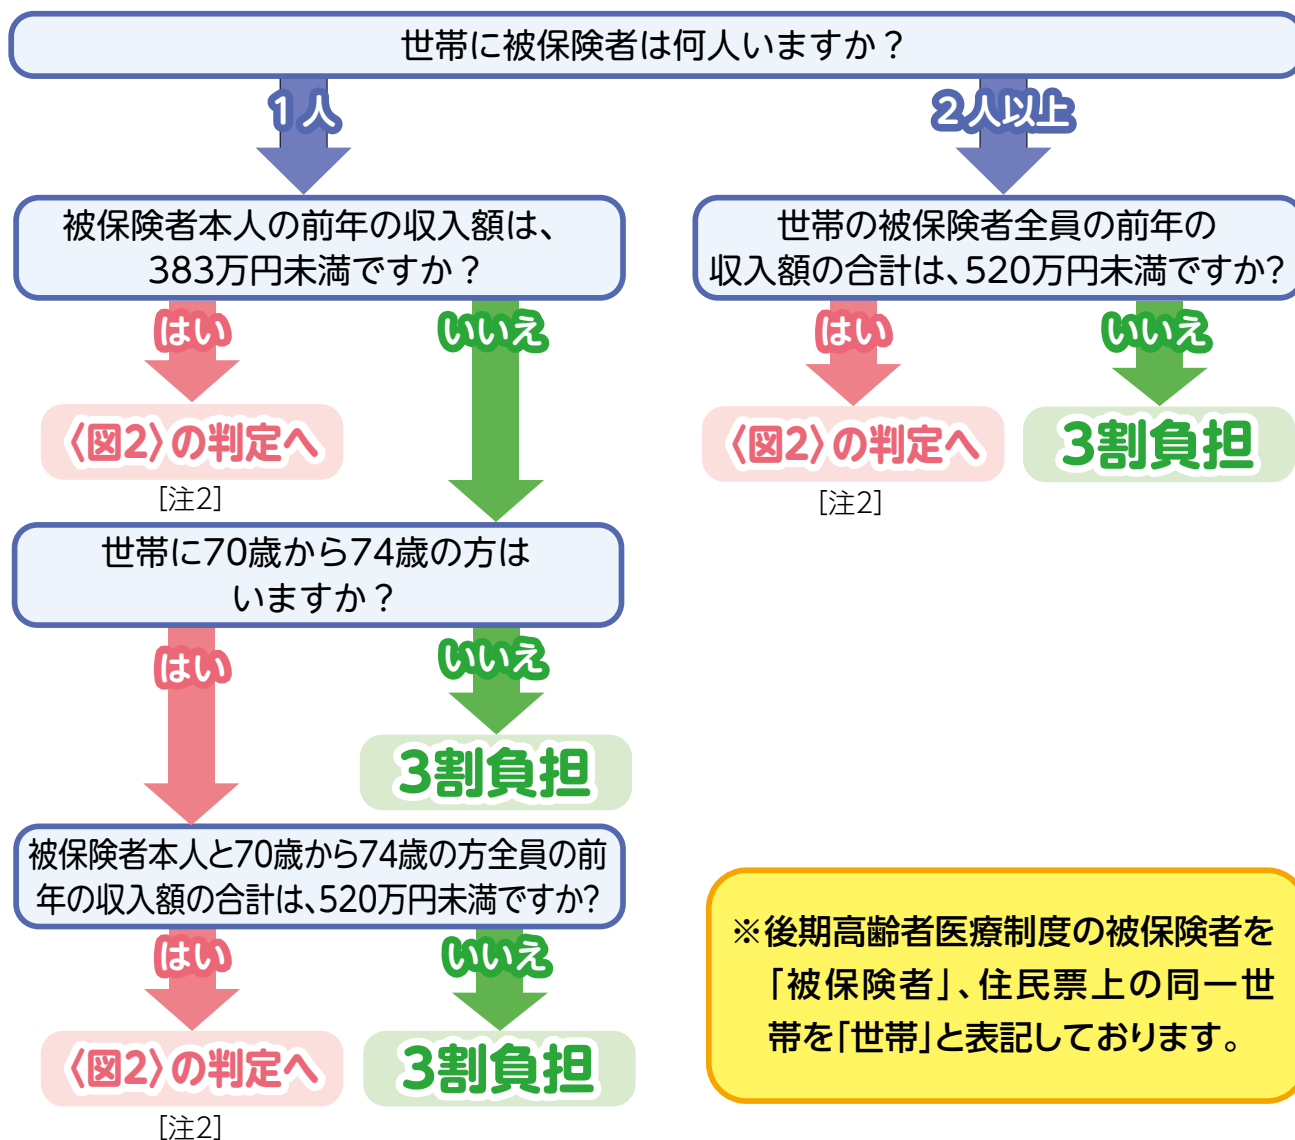 世帯に被保険者は何人いますか？
1人
2人以上
被保険者本人の前年の収入額は、
383万円未満ですか？
世帯の被保険者全員の前年の
収入額の合計は、520万円未満ですか?
はい
いいえ
はい
いいえ
〈図2〉の判定へ
[注2]
〈図2〉の判定へ
[注2]
3割負担
世帯に70歳から74歳の方は
いますか？
はい
いいえ
3割負担
被保険者本人と70歳から74歳の方全員の前
年の収入額の合計は、520万円未満ですか?
はい
いいえ
〈図2〉の判定へ
[注2]
3割負担
※後期高齢者医療制度の被保険者を
「被保険者」、住民票上の同一世
帯を「世帯」と表記しております。